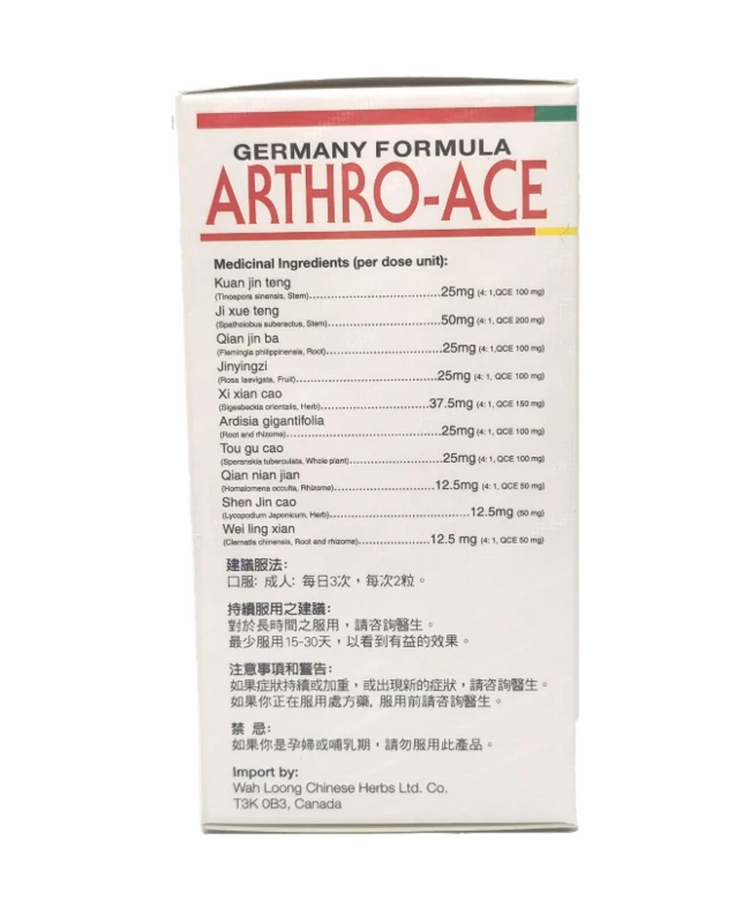 GERMANY FORMULA
ARTHRO-ACE
Medicinal Ingredients (per dose unit):
Kuan jin teng
(Tinospora sinensis, Stem)..........25mg (4: 1,QCE 100 mg)
Ji xue teng
(Spatholobus suberectus, Stem)..........50mg (4: 1, QCE 200 mg)
Qian jin ba
(Flemingia philippinensis, Root)..........25mg (4: 1,QCE 100 mg)
Jinyingzi
(Rosa laevigata, Fruit)..........25mg (4: 1, QCE 100 mg)
Xi xian cao
(Sigesbeckia orientalis, Herb)..........37.5mg (4: 1, QCE 150 mg)
Ardisia gigantifolia
(Root and rhizome)..........25mg (4: 1, QCE 100 mg)
Tou gu cao
(Speranskia tuberculata, Whole plant)..........25mg (4: 1, QCE 100 mg)
Qian nian jian
(Homalomena occulta, Rhizome)..........12.5mg (4: 1, QCE 50 mg)
Shen Jin cao
(Lycopodium Japonicum, Herb)..........12.5mg (50 mg)
Wei ling xian
(Clematis chinensis, Root and rhizome)..........12.5 mg (4: 1, QCE 50 mg)
建議服法:
口服: 成人: 每日3次，每次2粒。
持續服用之建議:
對於長時間之服用，請咨詢醫生。
最少服用15-30天，以看到有益的效果。
注意事項和警告:
如果症狀持續或加重，或出現新的症狀，請咨詢醫生。
如果你正在服用處方藥, 服用前請咨詢醫生。
禁 忌:
如果你是孕婦或哺乳期，請勿服用此產品。
Import by:
Wah Loong Chinese Herbs Ltd. Co.
T3K 0B3, Canada